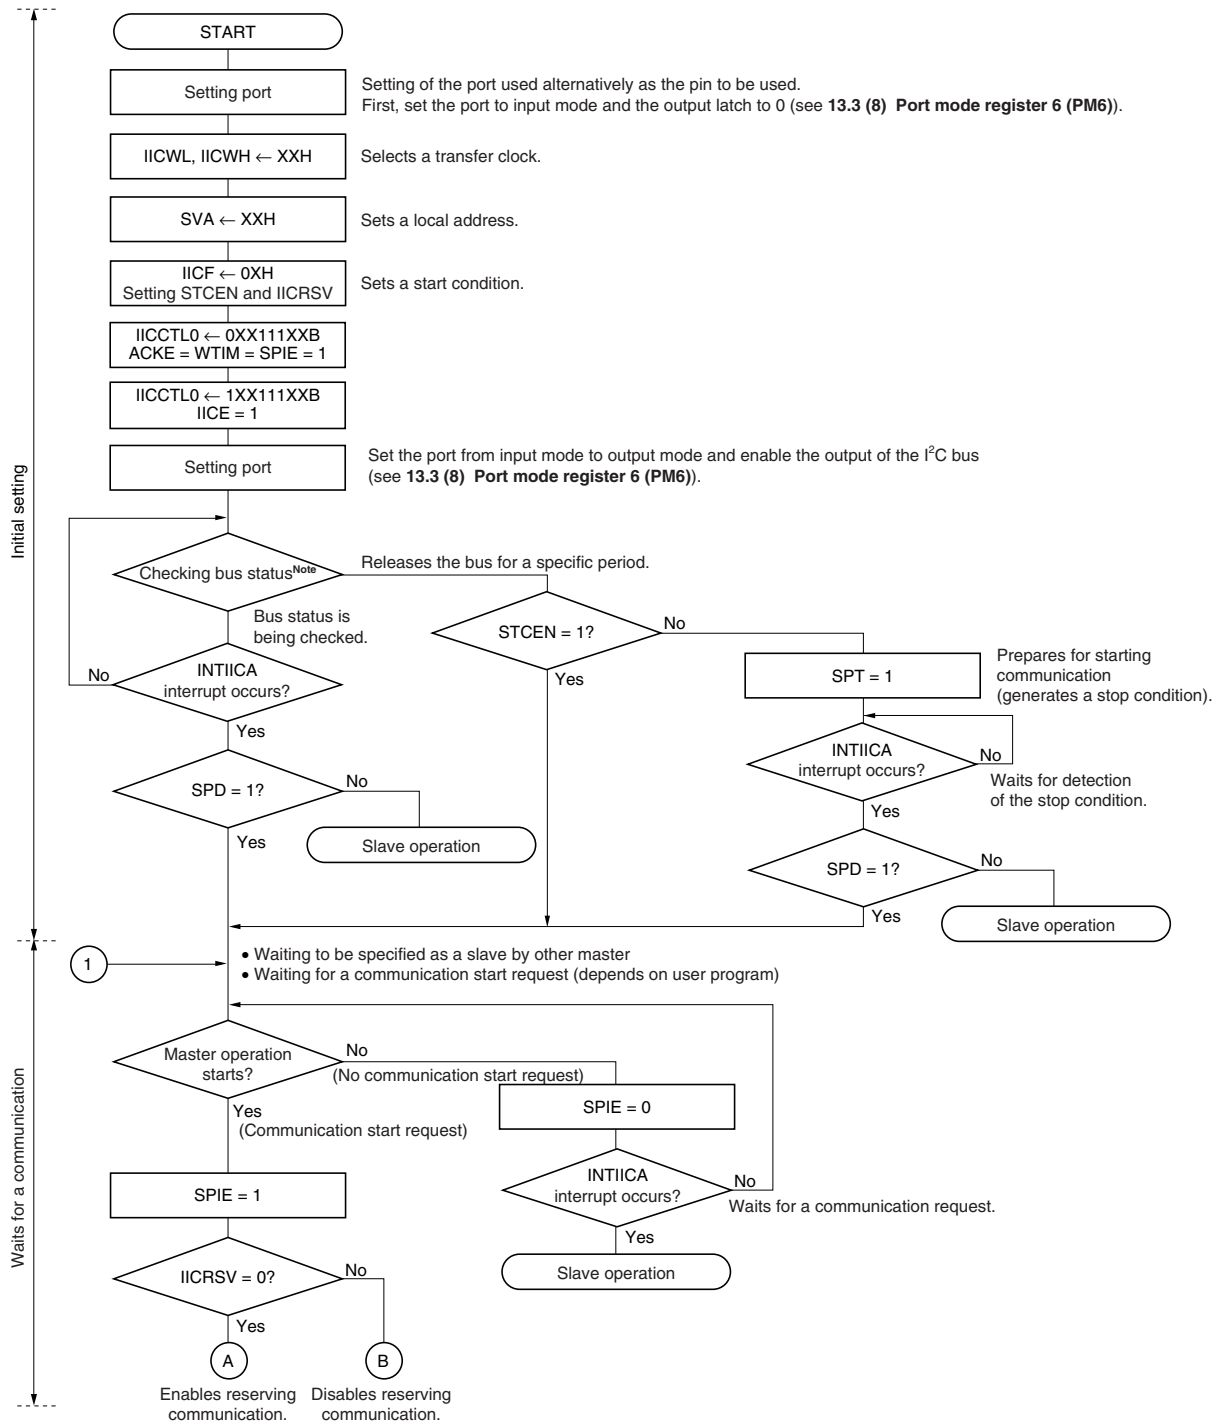 START
Setting port
Setting of the port used alternatively as the pin to be used.
First, set the port to input mode and the output latch to 0 (see 13.3 (8) Port mode register 6 (PM6)).
IICWL, IICWH ← XXH
Selects a transfer clock.
SVA ← XXH
Sets a local address.
IICF ← 0XH
Setting STCEN and IICRSV
Sets a start condition.
IICCTL0 ← 0XX111XXB
ACKE = WTIM = SPIE = 1
IICCTL0 ← 1XX111XXB
IICE = 1
Setting port
Set the port from input mode to output mode and enable the output of the I²C bus
(see 13.3 (8) Port mode register 6 (PM6)).
Initial setting
Checking bus status^Note
Releases the bus for a specific period.
Bus status is
being checked.
STCEN = 1?
No
Yes
SPT = 1
Prepares for starting
communication
(generates a stop condition).
No
INTIICA
interrupt occurs?
Yes
INTIICA
interrupt occurs?
No
Waits for detection
of the stop condition.
Yes
SPD = 1?
No
Yes
Slave operation
SPD = 1?
No
Yes
Slave operation
1
• Waiting to be specified as a slave by other master
• Waiting for a communication start request (depends on user program)
Waits for a communication
Master operation
starts?
No
(No communication start request)
Yes
(Communication start request)
SPIE = 0
INTIICA
interrupt occurs?
No
Waits for a communication request.
Yes
Slave operation
SPIE = 1
IICRSV = 0?
No
Yes
A
B
Enables reserving
communication.
Disables reserving
communication.